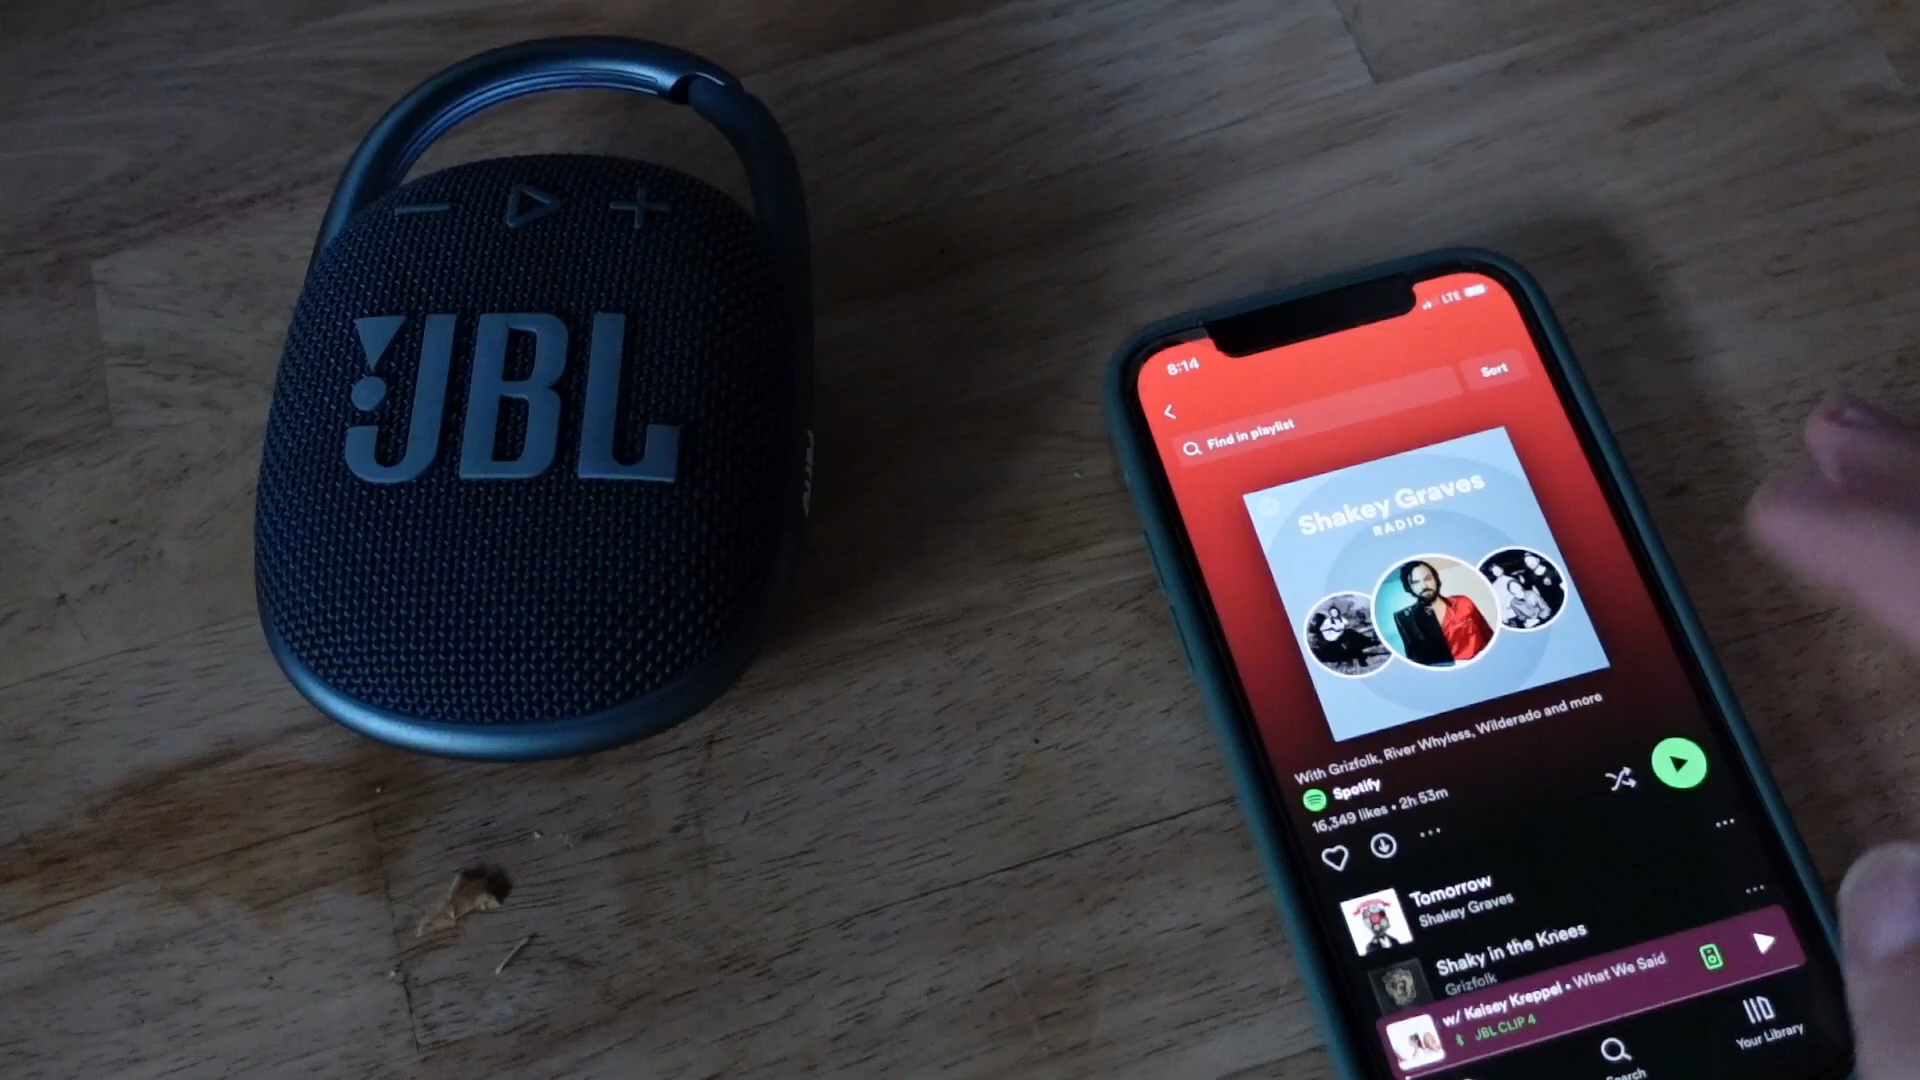 JBL
LTE
8:14
Sort
Find in playlist
Shakey Graves
RADIO
With Grizfolk, River Whyless, Wilderado and more
Spotify
16,349 likes • 2h 53m
Tomorrow
Shakey Graves
Shaky in the Knees
Grizfolk
w/ Kelsey Kreppel • What We Said
JBL CLIP 4
Your Library